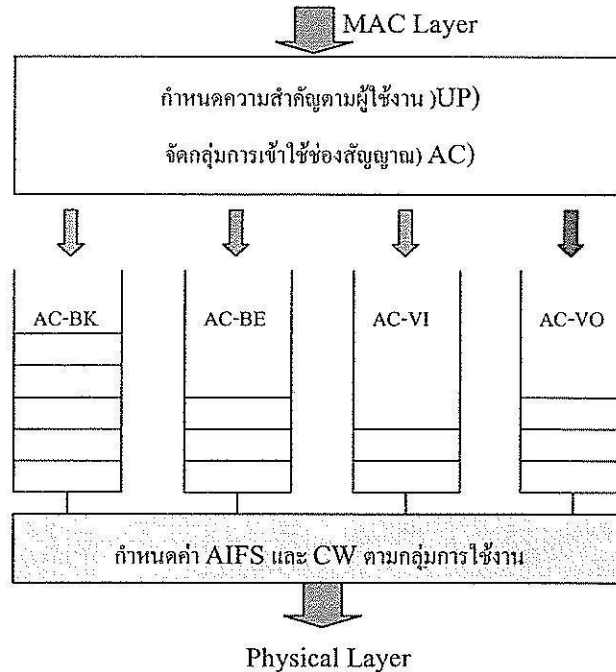 MAC Layer
กำหนดความสำคัญตามผู้ใช้งาน )UP)
จัดกลุ่มการเข้าใช้ช่องสัญญาณ) AC)
AC-BK AC-BE AC-VI AC-VO
กำหนดค่า AIFS และ CW ตามกลุ่มการใช้งาน
Physical Layer